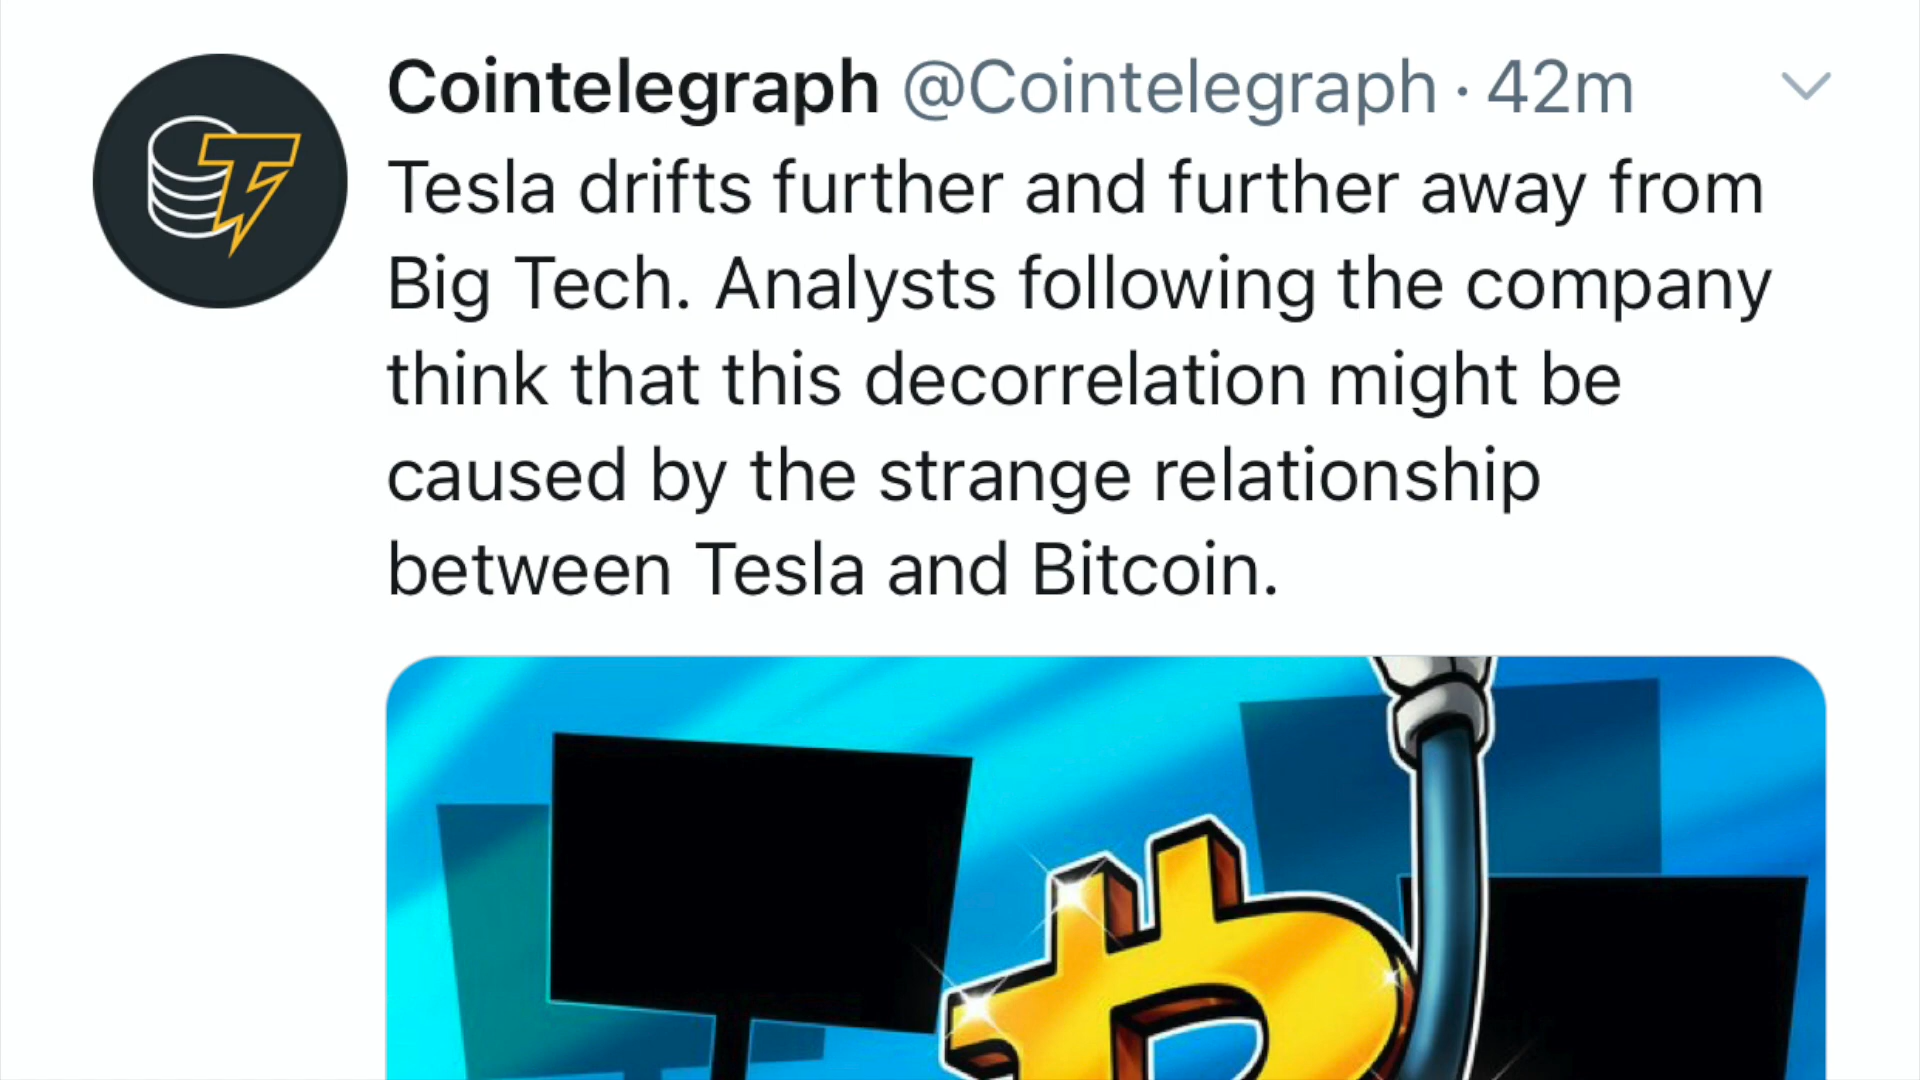 Cointelegraph @Cointelegraph · 42m
Tesla drifts further and further away from
Big Tech. Analysts following the company
think that this decorrelation might be
caused by the strange relationship
between Tesla and Bitcoin.